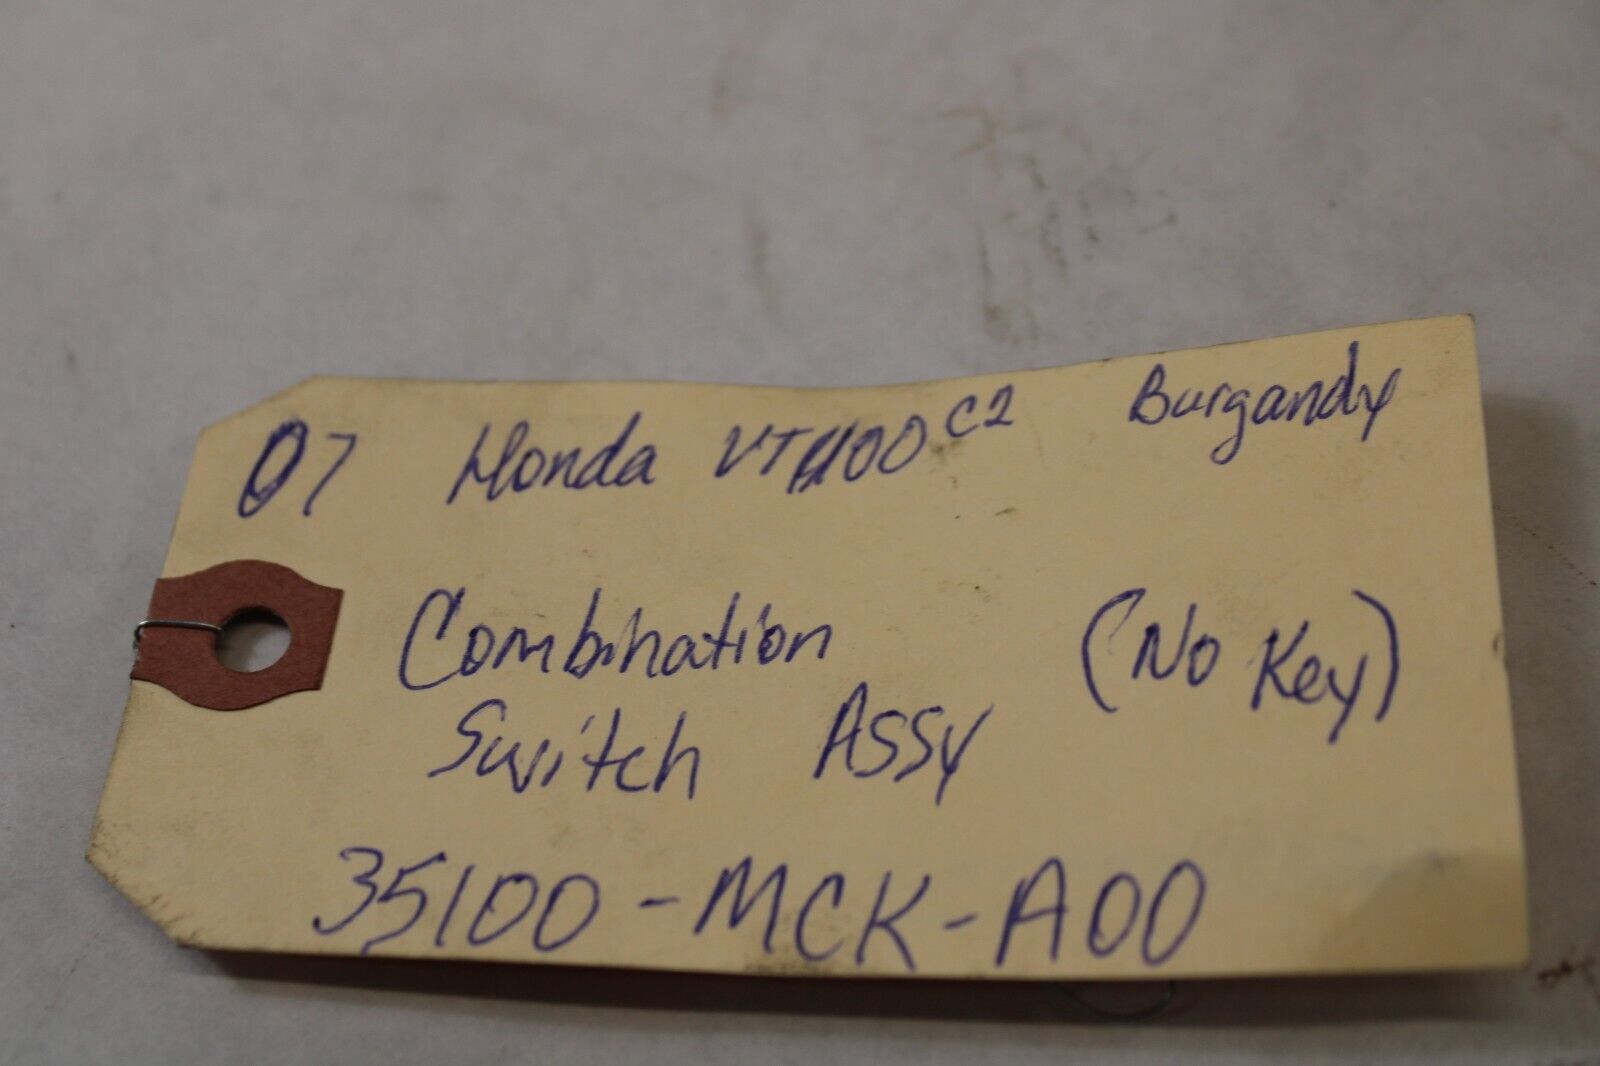 07 Honda VT1100 C2 Burgandy
Combination (No Key)
Switch Assy
35100-MCK-A00